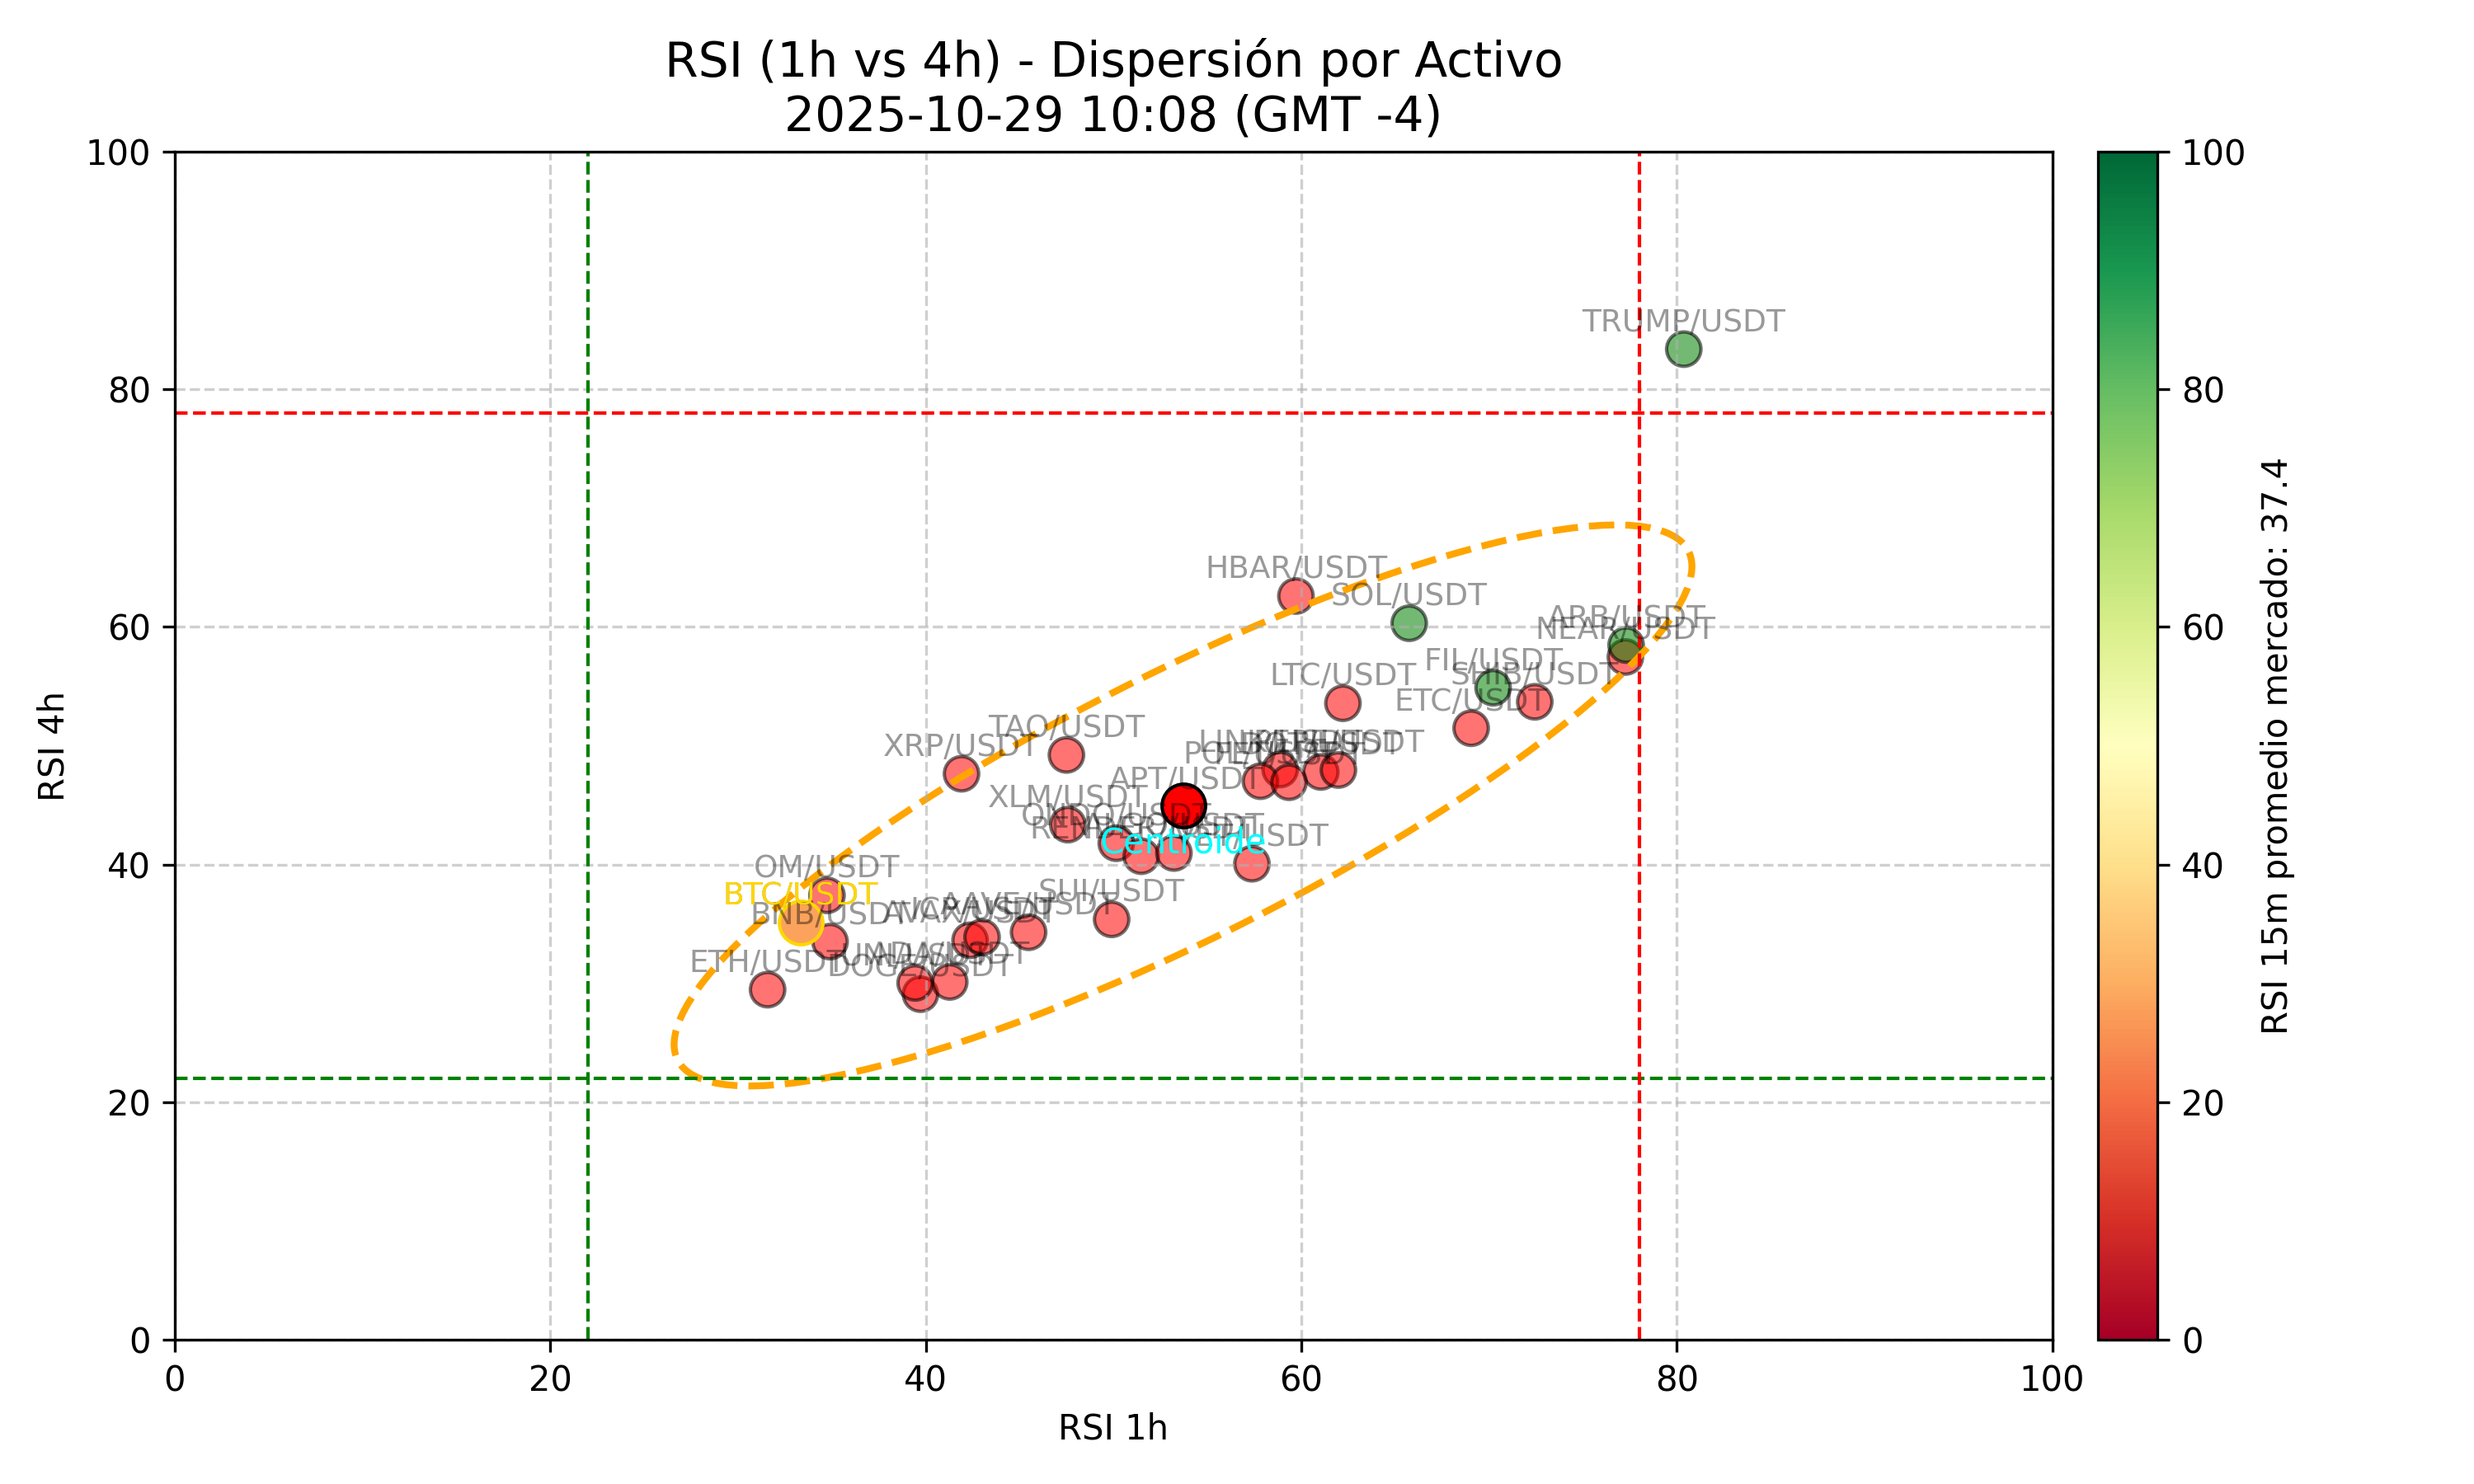 RSI (1h vs 4h) - Dispersión por Activo
2025-10-29 10:08 (GMT -4)
100
80
60
40
20
0
RSI 4h
0
20
40
60
80
100
RSI 1h
TRUMP/USDT
HBAR/USDT
SOL/USDT
ARB/USDT
NEAR/USDT
FIL/USDT
SHIB/USDT
LTC/USDT
ETC/USDT
TAO/USDT
XRP/USDT
APT/USDT
XLM/USDT
Centroide
OM/USDT
BTC/USDT
BNB/USDT
SUI/USDT
AAVE/USDT
AVAX/USDT
ETH/USDT
ADA/USDT
DOGE/USDT
100
80
60
40
20
0
RSI 15m promedio mercado: 37.4